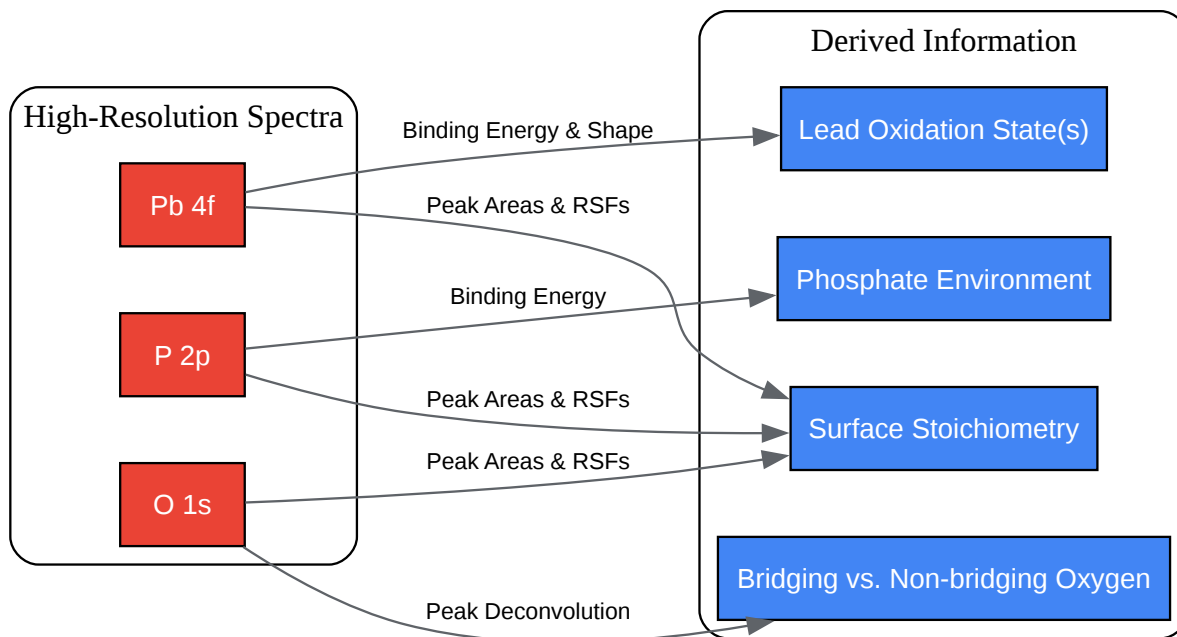 High-Resolution Spectra
Pb 4f
P 2p
O 1s
Binding Energy & Shape
Peak Areas & RSFs
Binding Energy
Peak Areas & RSFs
Peak Areas & RSFs
Peak Deconvolution
Derived Information
Lead Oxidation State(s)
Phosphate Environment
Surface Stoichiometry
Bridging vs. Non-bridging Oxygen